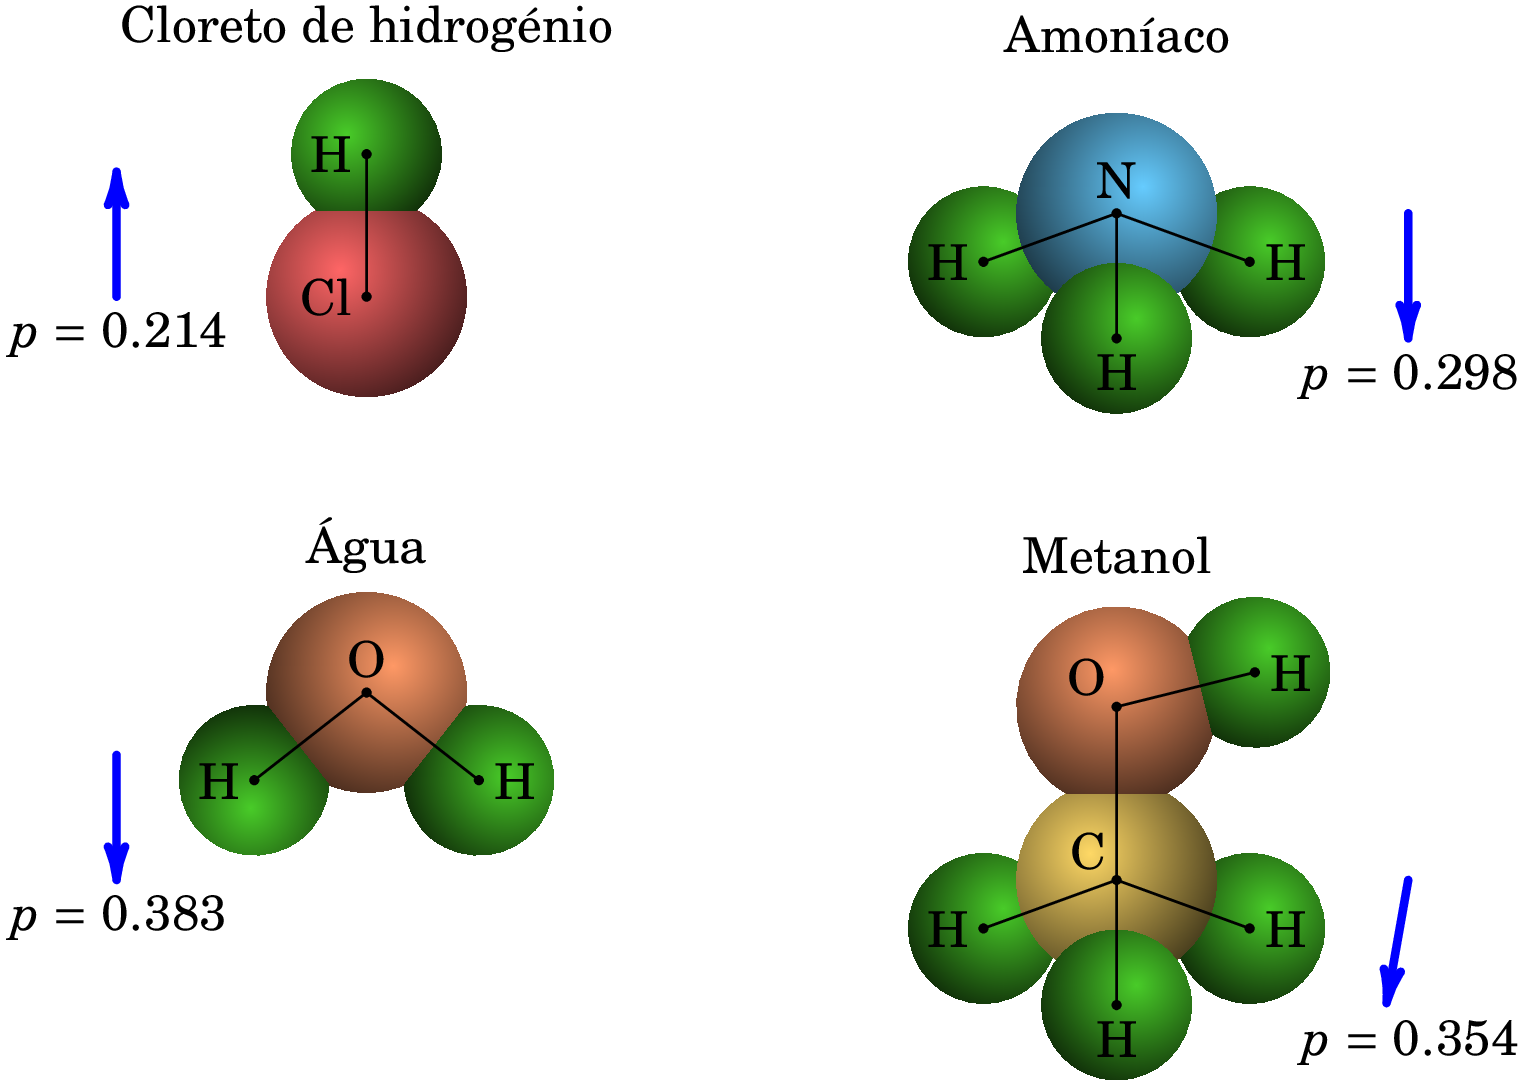 Cloreto de hidrogénio
H
Cl
p = 0.214
Amoníaco
N
H
H
H
p = 0.298
Água
O
H
H
p = 0.383
Metanol
O
H
C
H
H
H
p = 0.354